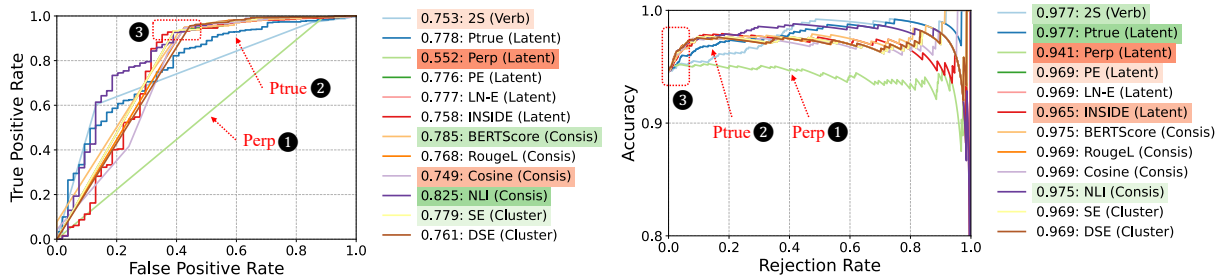 True Positive Rate
1.0
0.8
0.6
0.4
0.2
0.0
0.0 0.2 0.4 0.6 0.8 1.0
False Positive Rate
3
Ptrue 2
Perp 1
0.753: 2S (Verb)
0.778: Ptrue (Latent)
0.552: Perp (Latent)
0.776: PE (Latent)
0.777: LN-E (Latent)
0.758: INSIDE (Latent)
0.785: BERTScore (Consis)
0.768: RougeL (Consis)
0.749: Cosine (Consis)
0.825: NLI (Consis)
0.779: SE (Cluster)
0.761: DSE (Cluster)
Accuracy
1.0
0.9
0.8
0.0 0.2 0.4 0.6 0.8 1.0
Rejection Rate
3
Ptrue 2 Perp 1
0.977: 2S (Verb)
0.977: Ptrue (Latent)
0.941: Perp (Latent)
0.969: PE (Latent)
0.969: LN-E (Latent)
0.965: INSIDE (Latent)
0.975: BERTScore (Consis)
0.969: RougeL (Consis)
0.969: Cosine (Consis)
0.975: NLI (Consis)
0.969: SE (Cluster)
0.969: DSE (Cluster)